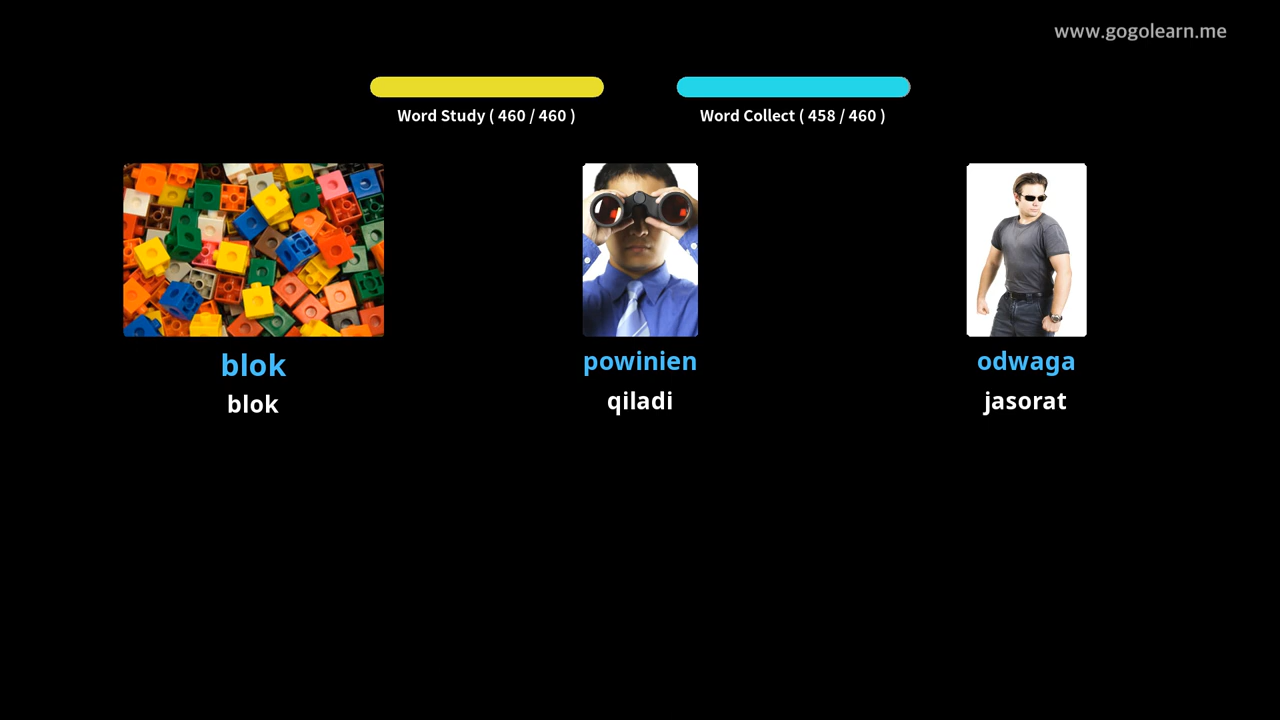 www.gogolearn.me
Word Study ( 460 / 460 )
Word Collect ( 458 / 460 )
blok
blok
powinien
qiladi
odwaga
jasorat